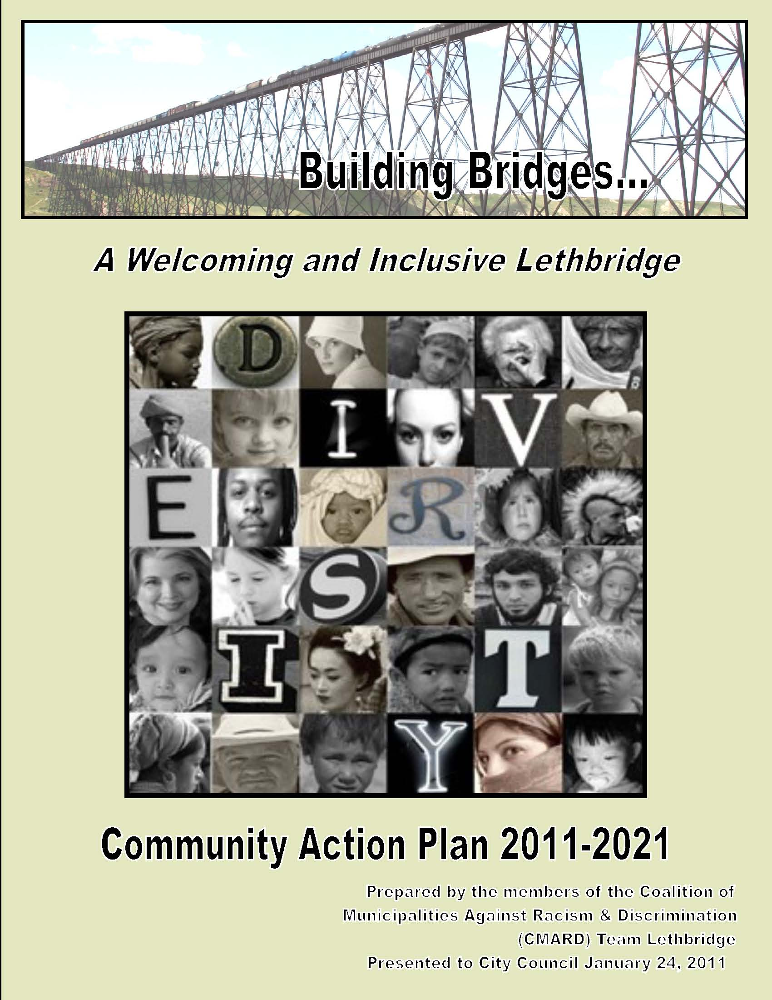 Building Bridges...
A Welcoming and Inclusive Lethbridge
D
I V
E R
S
I T
Y
Community Action Plan 2011-2021
Prepared by the members of the Coalition of
Municipalities Against Racism & Discrimination
(CMARD) Team Lethbridge
Presented to City Council January 24, 2011